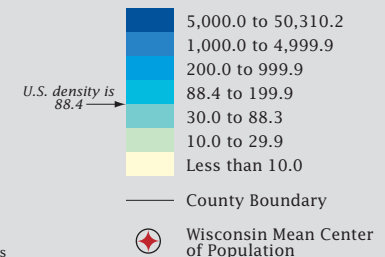 5,000.0 to 50,310.2
1,000.0 to 4,999.9
200.0 to 999.9
U.S. density is
88.4
88.4 to 199.9
30.0 to 88.3
10.0 to 29.9
Less than 10.0
County Boundary
Wisconsin Mean Center
of Population